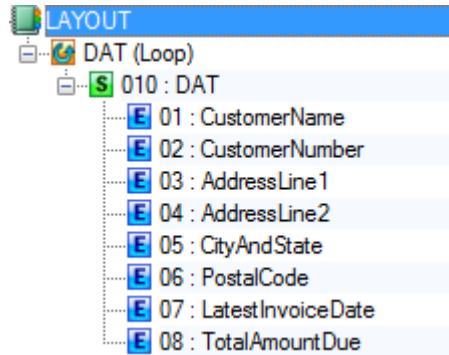 LAYOUT
DAT (Loop)
S 010 : DAT
E 01 : CustomerName
E 02 : CustomerNumber
E 03 : AddressLine1
E 04 : AddressLine2
E 05 : CityAndState
E 06 : PostalCode
E 07 : LatestInvoiceDate
E 08 : TotalAmountDue